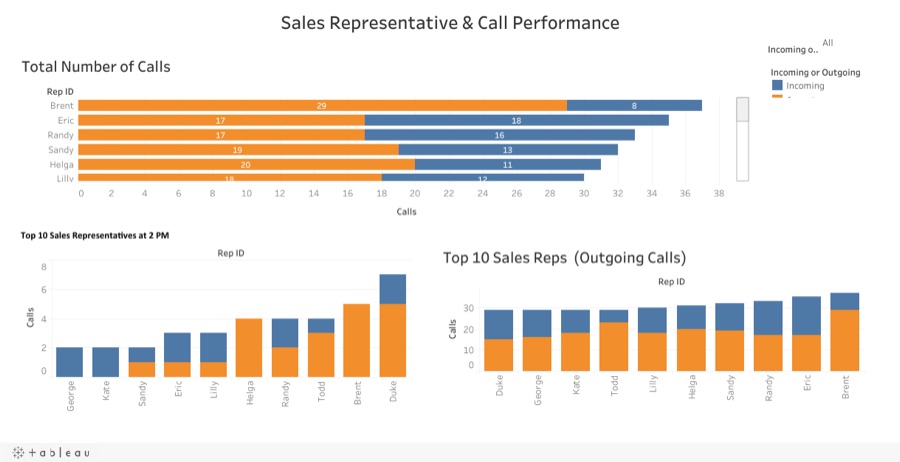 Sales Representative & Call Performance
Incoming o.. All
Total Number of Calls
Incoming or Outgoing
Incoming
Rep ID
Brent 29 8
Eric 17 18
Randy 17 16
Sandy 19 13
Helga 20 11
Lilly 18 12
0 2 4 6 8 10 12 14 16 18 20 22 24 26 28 30 32 34 36 38
Calls
Top 10 Sales Representatives at 2 PM
Rep ID
8
6
4
2
0
Calls
George Kate Sandy Eric Lilly Helga Randy Todd Brent Duke
Top 10 Sales Reps (Outgoing Calls)
Rep ID
30
20
10
0
Calls
Duke George Kate Todd Lilly Helga Sandy Randy Eric Brent
+ a b | e a u